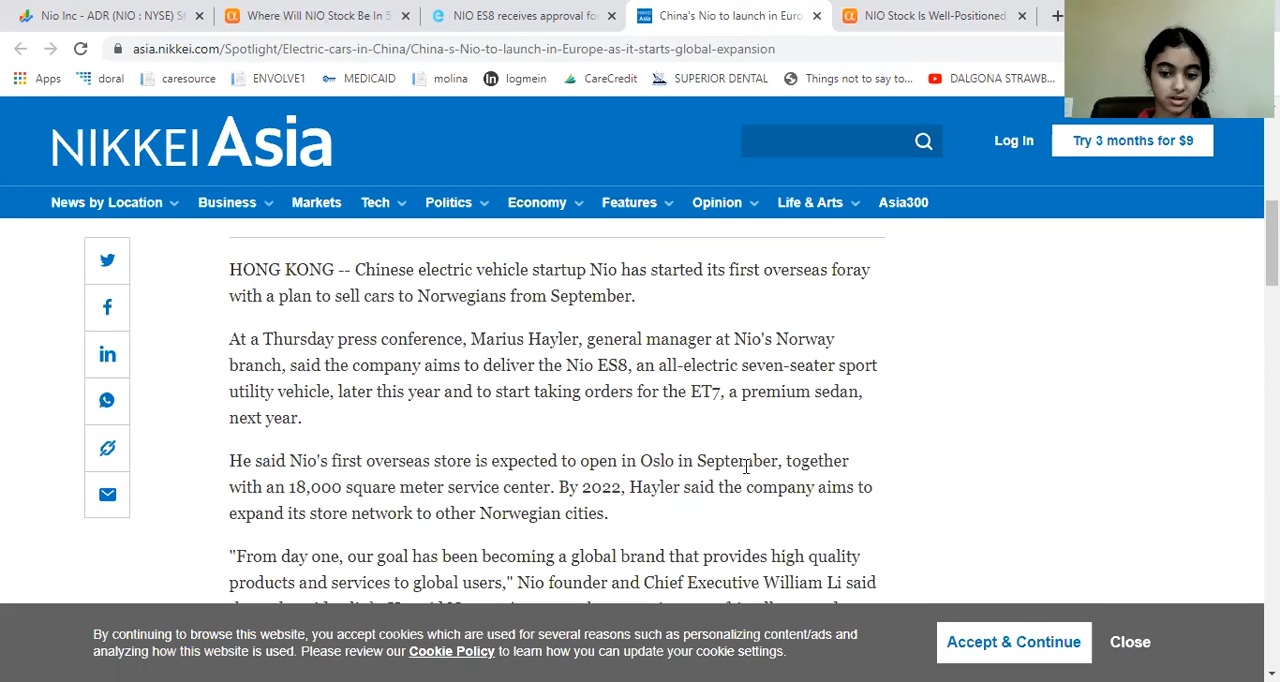 Nio Inc - ADR (NIO : NYSE) St
Where Will NIO Stock Be In 5
NIO ES8 receives approval for
China's Nio to launch in Euro
NIO Stock Is Well-Positioned
asia.nikkei.com/Spotlight/Electric-cars-in-China/China-s-Nio-to-launch-in-Europe-as-it-starts-global-expansion
Apps doral caresource ENVOLVE1 MEDICAID molina logmein CareCredit SUPERIOR DENTAL Things not to say to... DALGONA STRAWB...
NIKKEI Asia
Log In
Try 3 months for $9
News by Location Business Markets Tech Politics Economy Features Opinion Life & Arts Asia300
HONG KONG -- Chinese electric vehicle startup Nio has started its first overseas foray
with a plan to sell cars to Norwegians from September.
At a Thursday press conference, Marius Hayler, general manager at Nio's Norway
branch, said the company aims to deliver the Nio ES8, an all-electric seven-seater sport
utility vehicle, later this year and to start taking orders for the ET7, a premium sedan,
next year.
He said Nio's first overseas store is expected to open in Oslo in September, together
with an 18,000 square meter service center. By 2022, Hayler said the company aims to
expand its store network to other Norwegian cities.
"From day one, our goal has been becoming a global brand that provides high quality
products and services to global users," Nio founder and Chief Executive William Li said
By continuing to browse this website, you accept cookies which are used for several reasons such as personalizing content/ads and
analyzing how this website is used. Please review our Cookie Policy to learn how you can update your cookie settings.
Accept & Continue
Close